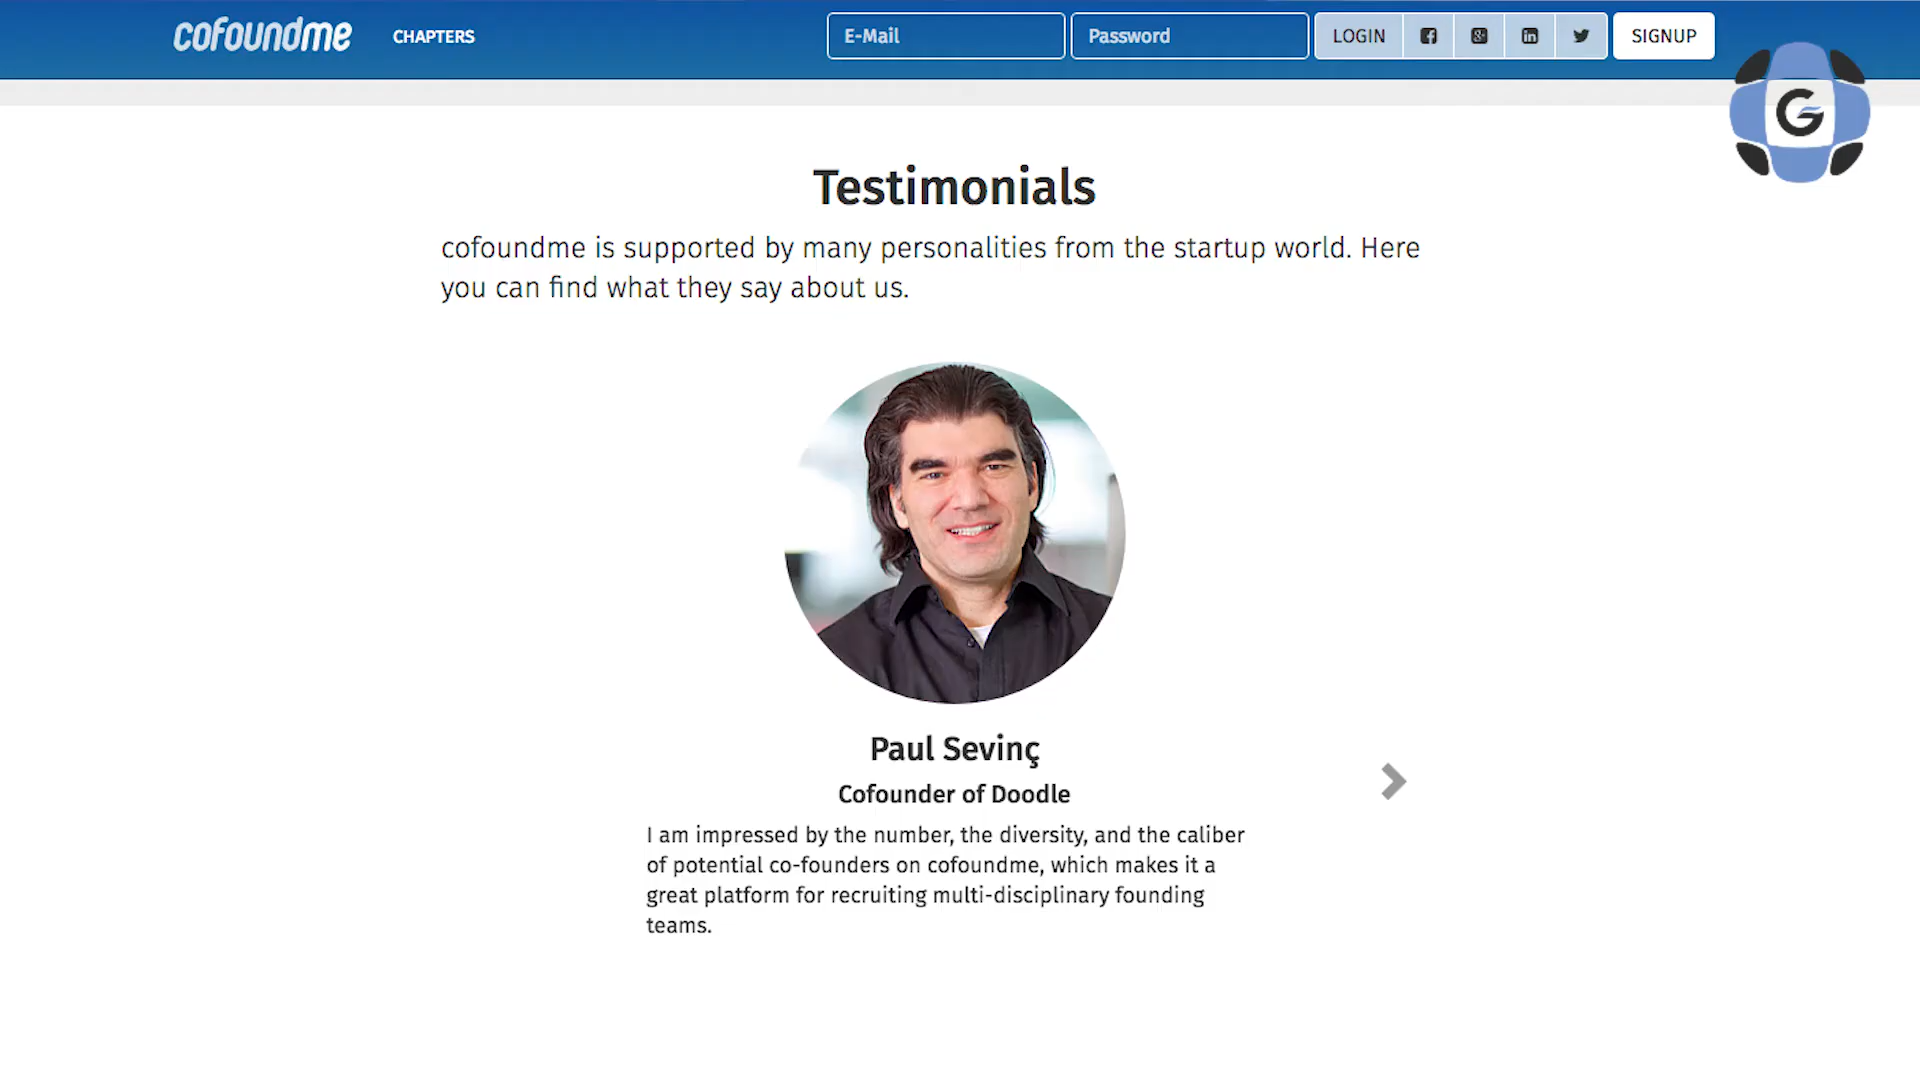 cofoundme CHAPTERS E-Mail Password LOGIN SIGNUP
G
Testimonials
cofoundme is supported by many personalities from the startup world. Here
you can find what they say about us.
Paul Sevinç
Cofounder of Doodle
I am impressed by the number, the diversity, and the caliber
of potential co-founders on cofoundme, which makes it a
great platform for recruiting multi-disciplinary founding
teams.